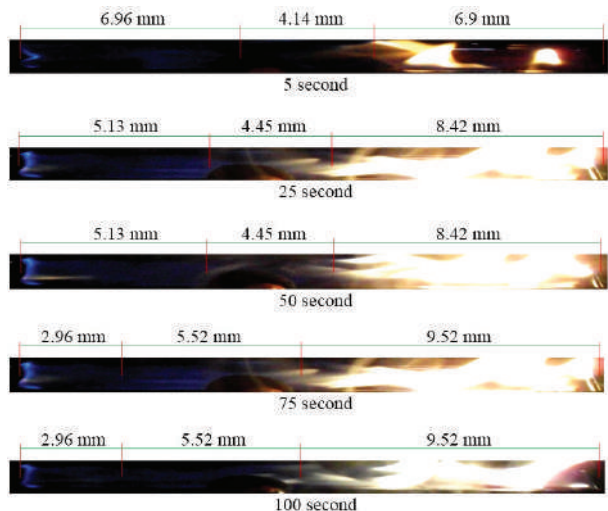 6.96 mm 4.14 mm 6.9 mm
5 second
5.13 mm 4.45 mm 8.42 mm
25 second
5.13 mm 4.45 mm 8.42 mm
50 second
2.96 mm 5.52 mm 9.52 mm
75 second
2.96 mm 5.52 mm 9.52 mm
100 second